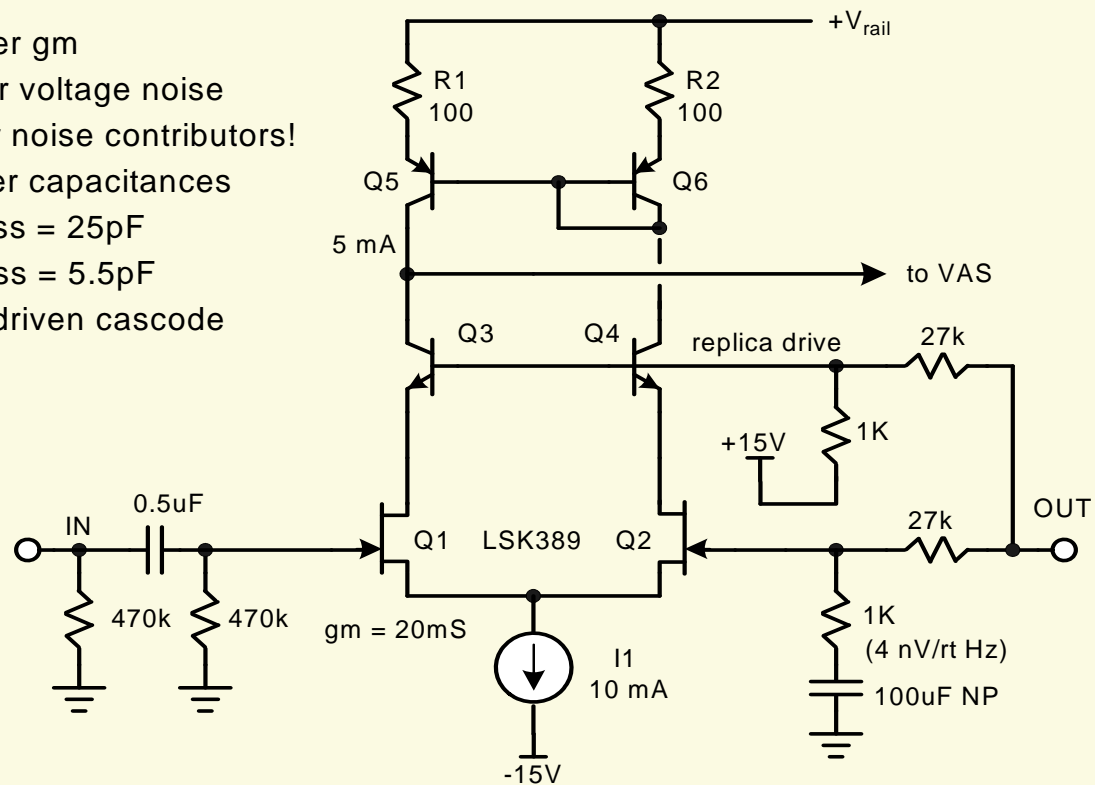 er gm
r voltage noise
r noise contributors!
er capacitances
ss = 25pF
ss = 5.5pF
driven cascode
+Vrail
R1
100
R2
100
Q5
Q6
5 mA
to VAS
Q3
Q4
replica drive
27k
+15V
1K
0.5uF
IN
Q1
LSK389
Q2
27k
OUT
470k
470k
gm = 20mS
I1
10 mA
1K
(4 nV/rt Hz)
100uF NP
-15V